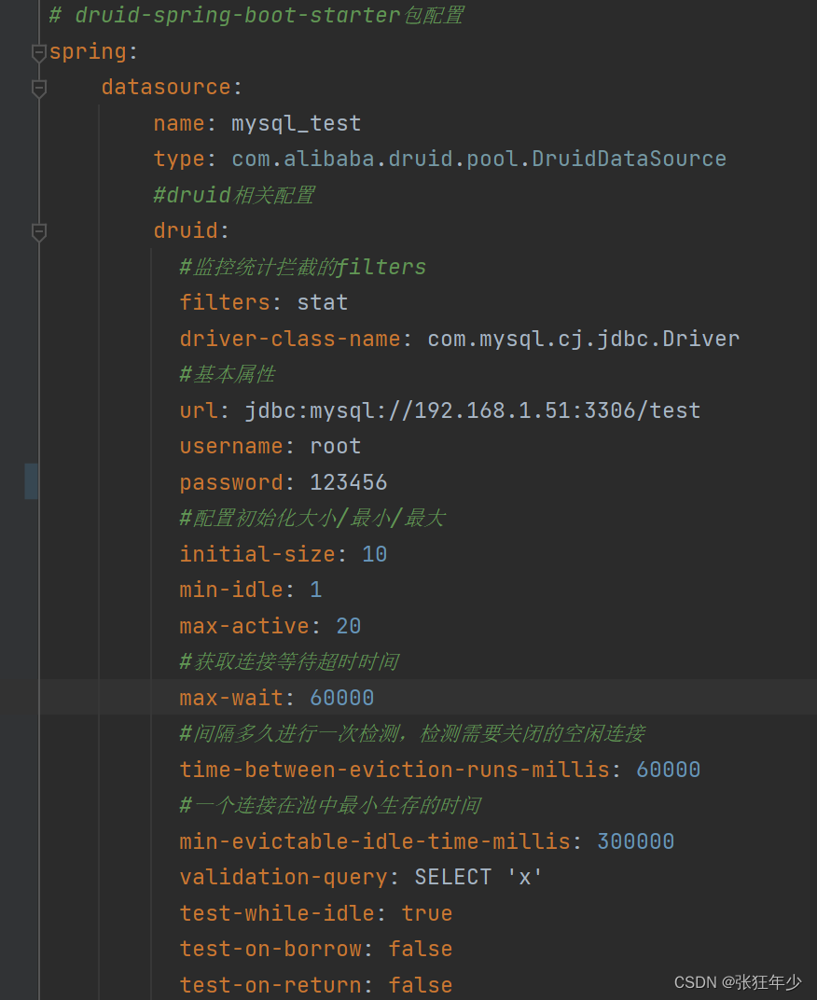 # druid-spring-boot-starter包配置
spring:
datasource:
name: mysql_test
type: com.alibaba.druid.pool.DruidDataSource
#druid相关配置
druid:
#监控统计拦截的filters
filters: stat
driver-class-name: com.mysql.cj.jdbc.Driver
#基本属性
url: jdbc:mysql://192.168.1.51:3306/test
username: root
password: 123456
#配置初始化大小/最小/最大
initial-size: 10
min-idle: 1
max-active: 20
#获取连接等待超时时间
max-wait: 60000
#间隔多久进行一次检测，检测需要关闭的空闲连接
time-between-eviction-runs-millis: 60000
#一个连接在池中最小生存的时间
min-evictable-idle-time-millis: 300000
validation-query: SELECT 'x'
test-while-idle: true
test-on-borrow: false
test-on-return: false
CSDN @张狂年少